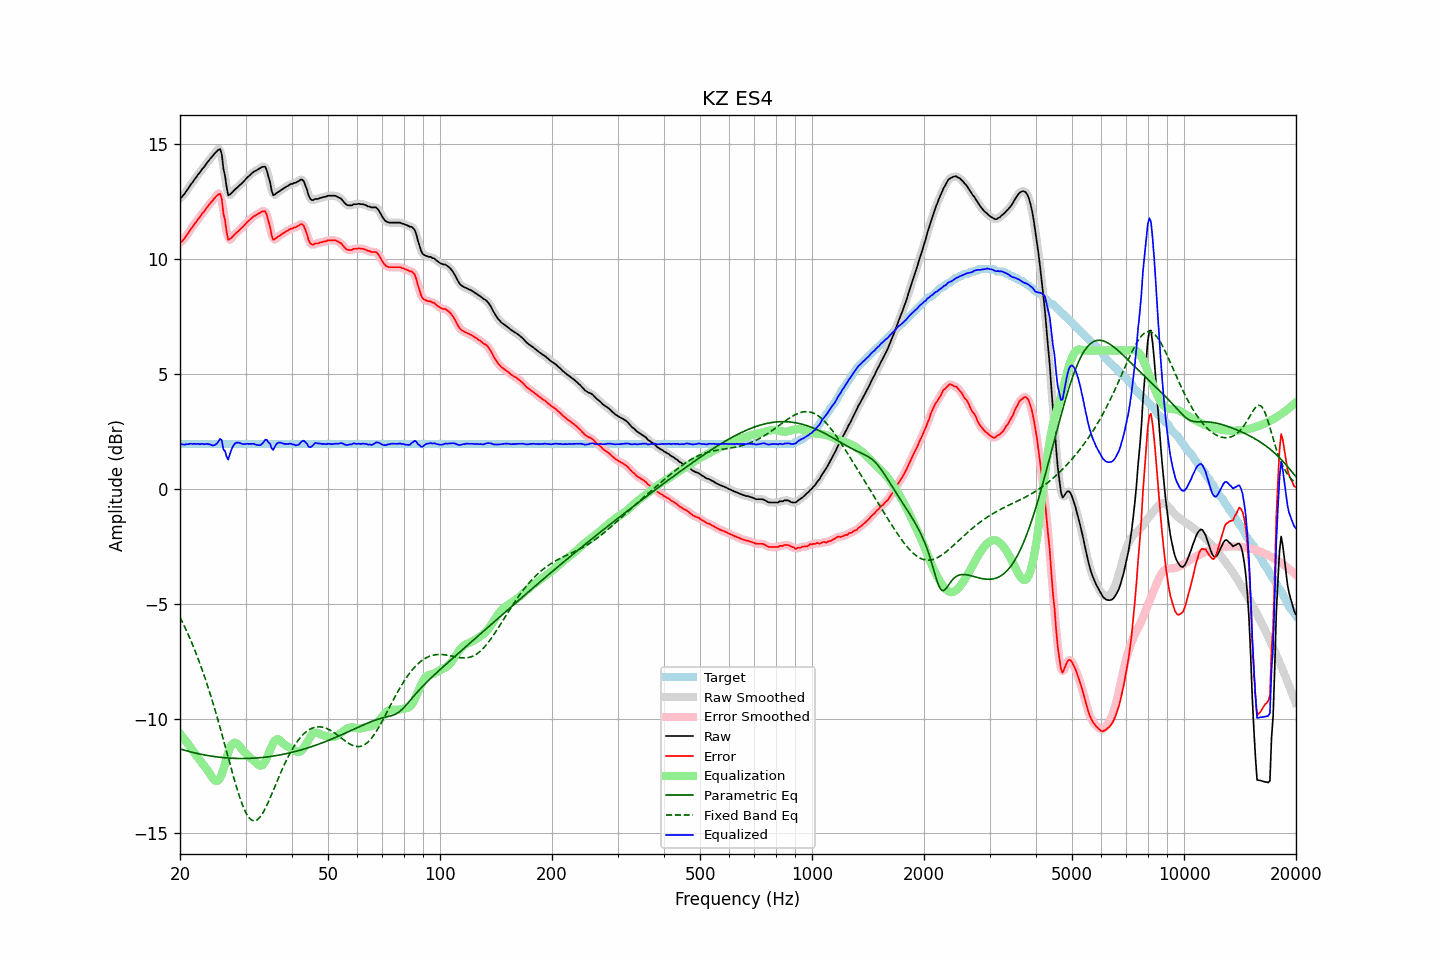 KZ ES4
Amplitude (dBr)
15
10
5
0
−5
−10
−15
Target
Raw Smoothed
Error Smoothed
Raw
Error
Equalization
Parametric Eq
Fixed Band Eq
Equalized
20 50 100 200 500 1000 2000 5000 10000 20000
Frequency (Hz)